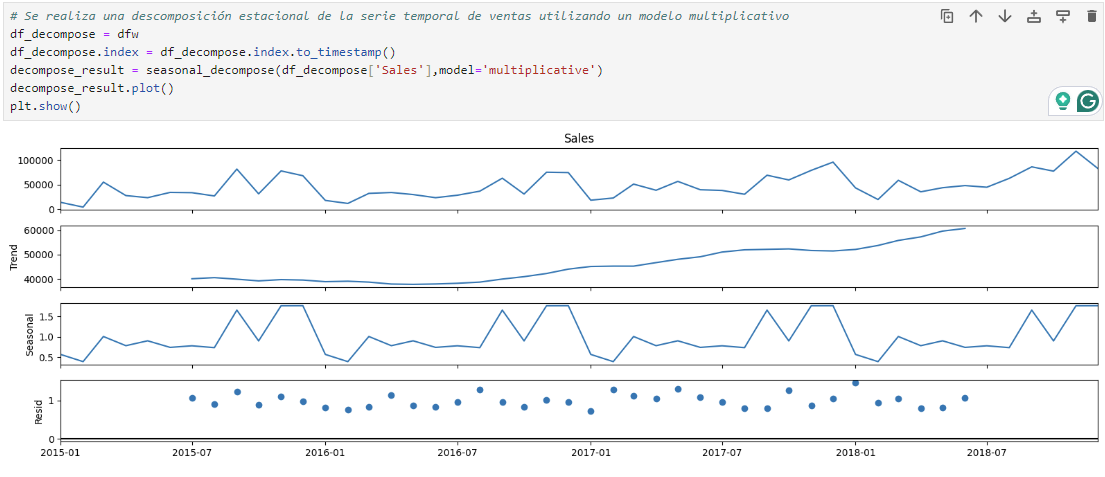 # Se realiza una descomposición estacional de la serie temporal de ventas utilizando un modelo multiplicativo
df_decompose = dfw
df_decompose.index = df_decompose.index.to_timestamp()
decompose_result = seasonal_decompose(df_decompose['Sales'],model='multiplicative')
decompose_result.plot()
plt.show()
Sales
100000
50000
0
Trend
60000
50000
40000
Seasonal
1.5
1.0
0.5
Resid
1
0
2015-01 2015-07 2016-01 2016-07 2017-01 2017-07 2018-01 2018-07